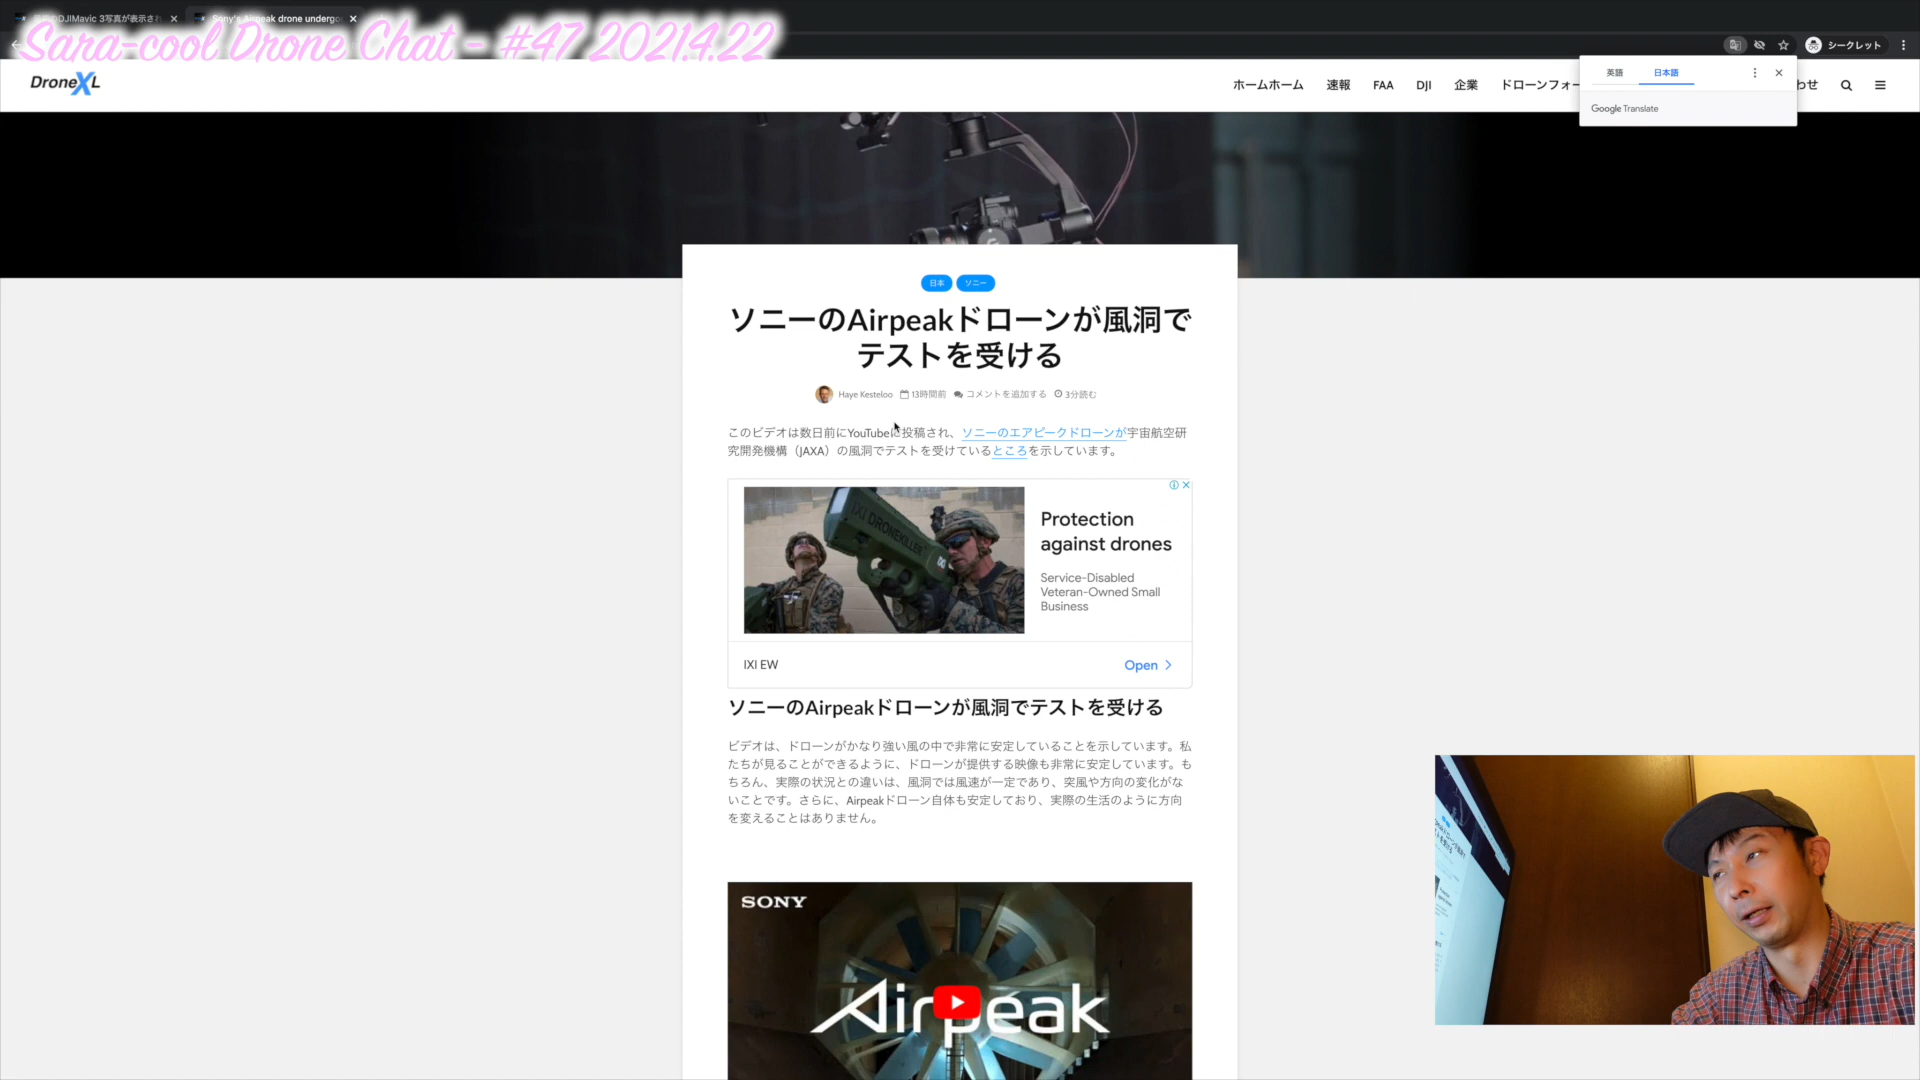 DJI Mavic 3写真が表示され
Sony's Airpeak drone undergo
Sara-cool Drone Chat - #47 2021.4.22
シークレット
DroneXL
ホームホーム 速報 FAA DJI 企業 ドローンフォー
わせ
英語 日本語
Google Translate
日本 ソニー
ソニーのAirpeakドローンが風洞で
テストを受ける
Haye Kesteloo 13時間前 コメントを追加する 3分読む
このビデオは数日前にYouTubeに投稿され、ソニーのエアピークドローンが宇宙航空研
究開発機構（JAXA）の風洞でテストを受けているところを示しています。
IXI DRONEKILLER
Protection
against drones
Service-Disabled
Veteran-Owned Small
Business
IXI EW
Open
ソニーのAirpeakドローンが風洞でテストを受ける
ビデオは、ドローンがかなり強い風の中で非常に安定していることを示しています。私
たちが見ることができるように、ドローンが提供する映像も非常に安定しています。も
ちろん、実際の状況との違いは、風洞では風速が一定であり、突風や方向の変化がな
いことです。さらに、Airpeakドローン自体も安定しており、実際の生活のように方向
を変えることはありません。
SONY
Airpeak